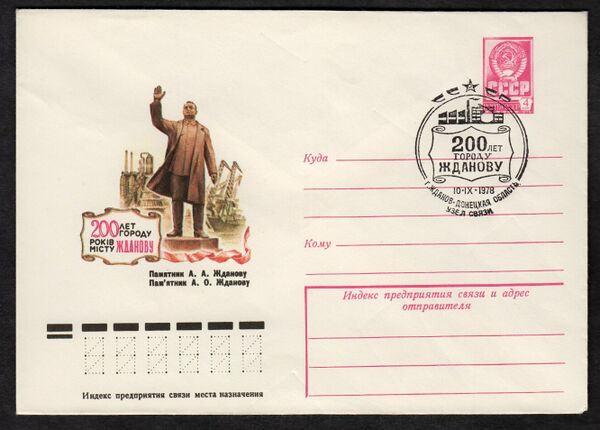 200 ЛЕТ
ГОРОДУ
РОКІВ
МІСТУ ЖДАНОВУ
Памятник А. А. Жданову
Пам'ятник А. О. Жданову
Индекс предприятия связи места назначения
СССР
4
200 ЛЕТ
ГОРОДУ
ЖДАНОВУ
10-IX-1978
Г. ЖДАНОВ-ДОНЕЦКАЯ ОБЛАСТЬ
УЗЕЛ СВЯЗИ
Куда
Кому
Индекс предприятия связи и адрес
отправителя